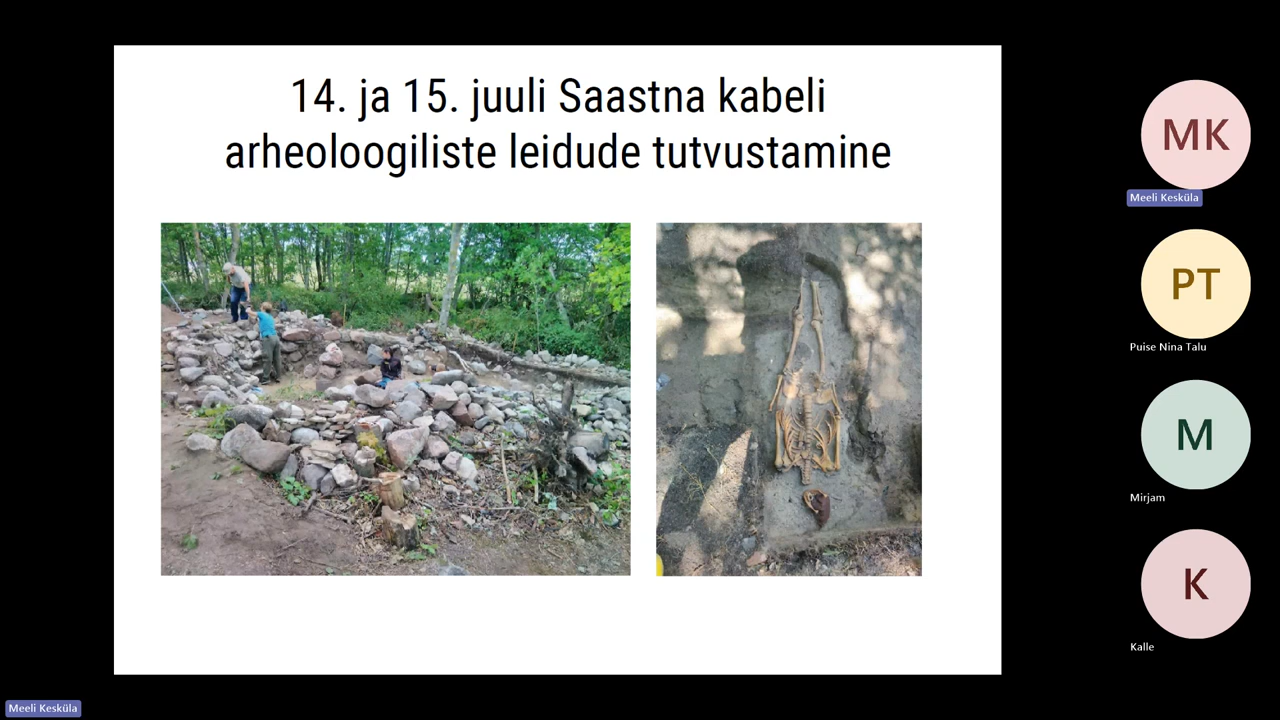 14. ja 15. juuli Saastna kabeli
arheoloogiliste leidude tutvustamine
MK
Meeli Kesküla
PT
Puise Nina Talu
M
Mirjam
K
Kalle
Meeli Kesküla